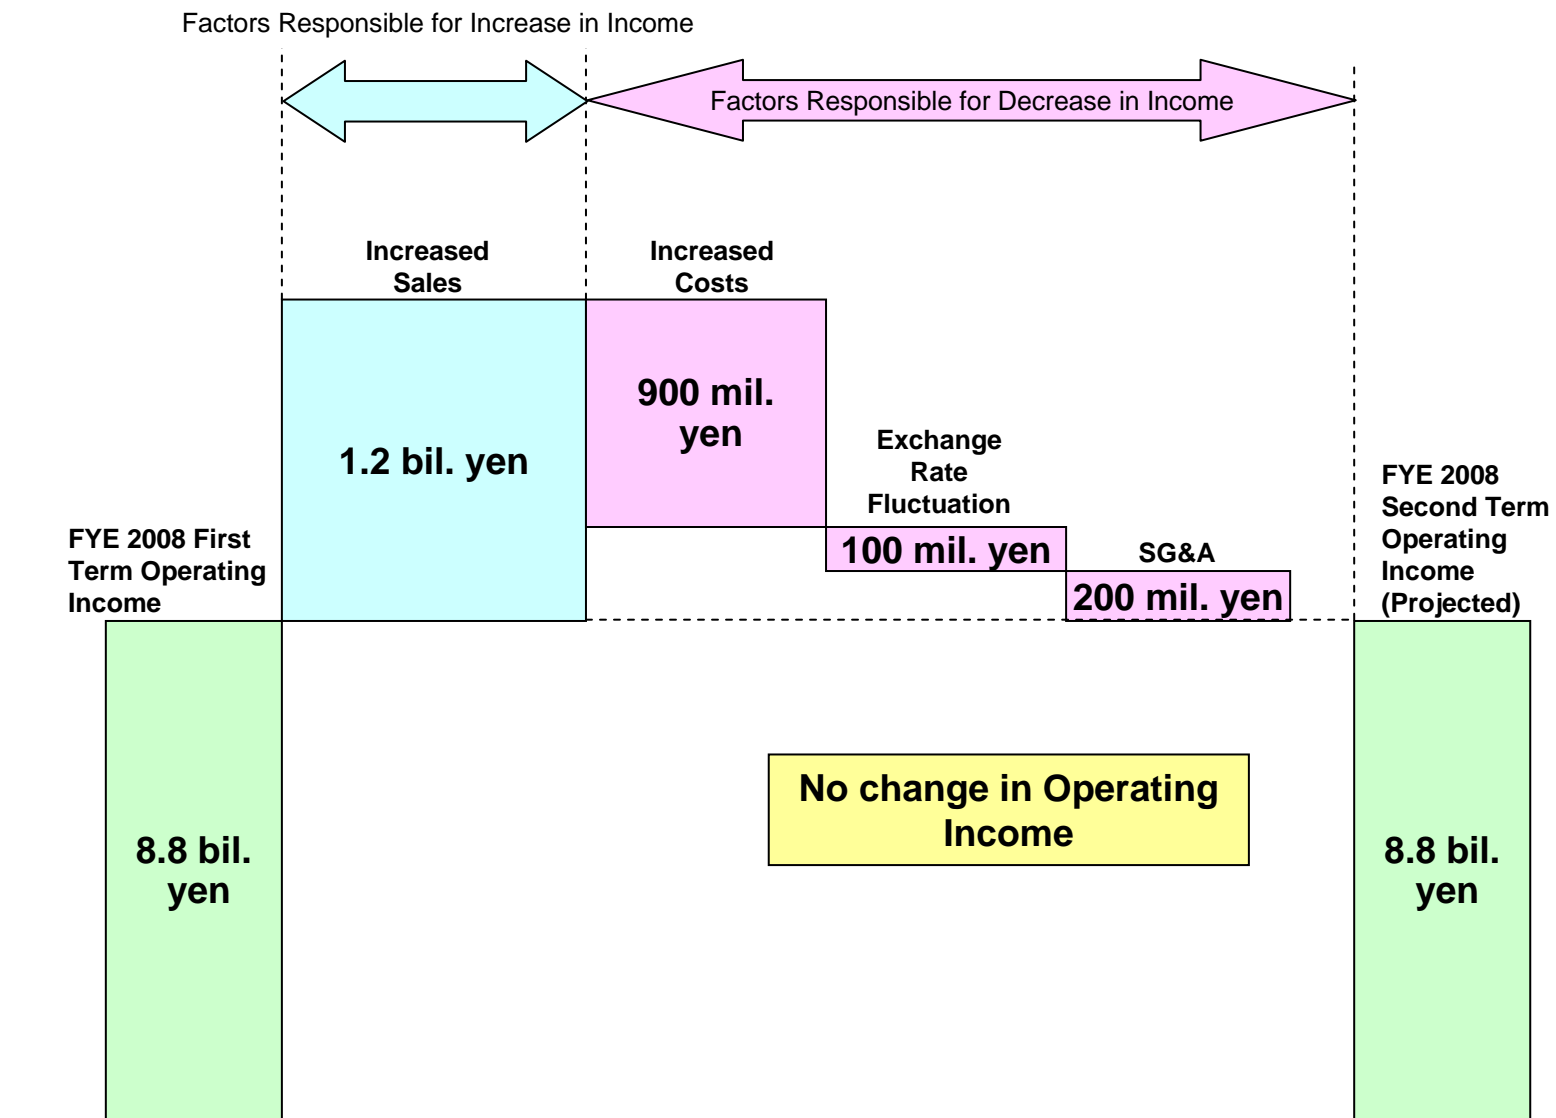 Factors Responsible for Increase in Income
Factors Responsible for Decrease in Income
Increased
Sales
Increased
Costs
900 mil.
yen
1.2 bil. yen
Exchange
Rate
Fluctuation
100 mil. yen
SG&A
200 mil. yen
FYE 2008 First
Term Operating
Income
FYE 2008
Second Term
Operating
Income
(Projected)
No change in Operating
Income
8.8 bil.
yen
8.8 bil.
yen